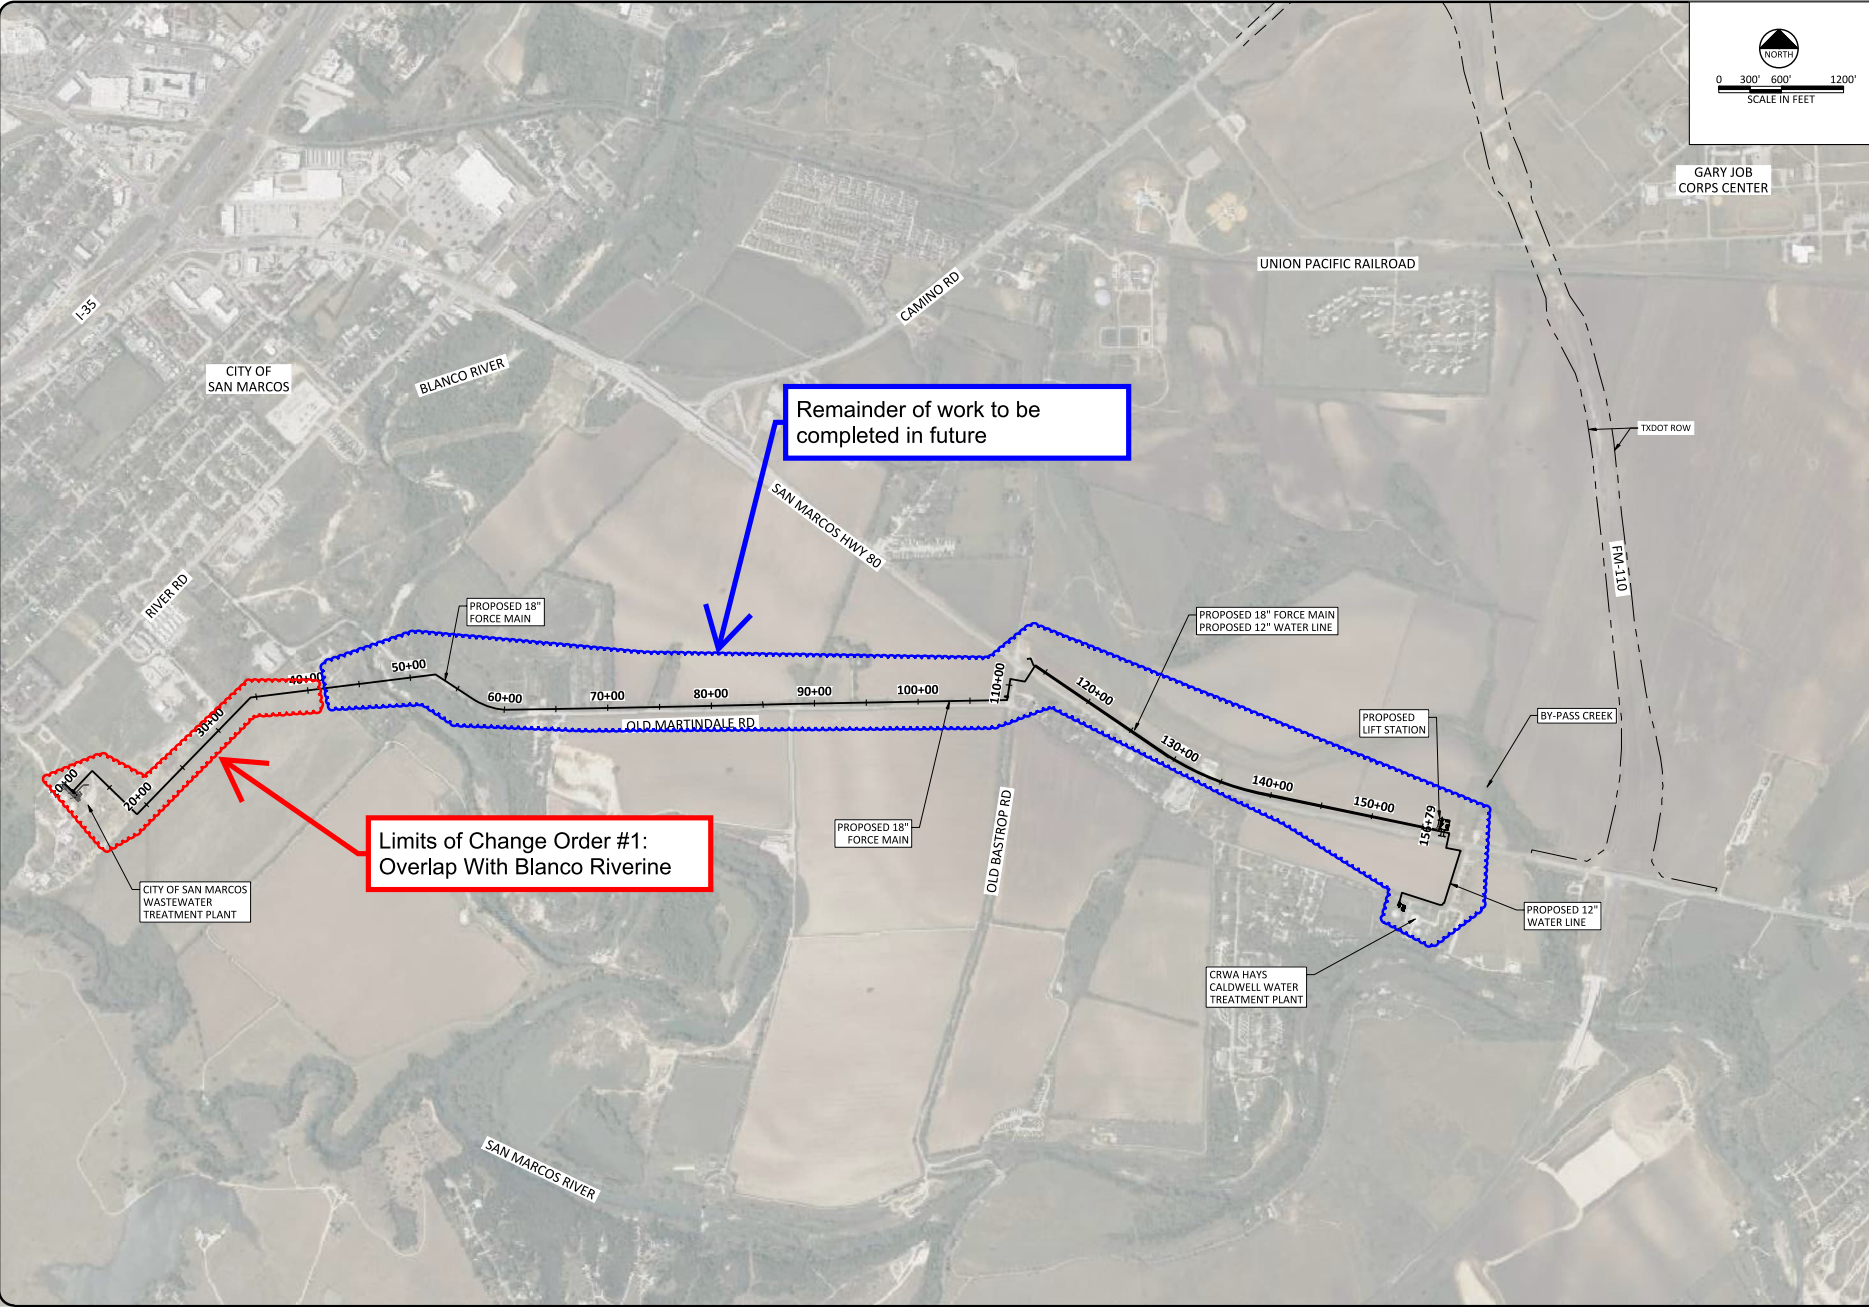 NORTH
0 300' 600' 1200'
SCALE IN FEET
GARY JOB
CORPS CENTER
UNION PACIFIC RAILROAD
CAMINO RD
I-35
CITY OF
SAN MARCOS
BLANCO RIVER
Remainder of work to be
completed in future
TXDOT ROW
SAN MARCOS HWY 80
FM-110
RIVER RD
PROPOSED 18"
FORCE MAIN
PROPOSED 18" FORCE MAIN
PROPOSED 12" WATER LINE
10+00
20+00
30+00
40+00
50+00
60+00
70+00
80+00
90+00
100+00
110+00
120+00
130+00
140+00
150+00
156+79
OLD MARTINDALE RD
PROPOSED
LIFT STATION
BY-PASS CREEK
Limits of Change Order #1:
Overlap With Blanco Riverine
PROPOSED 18"
FORCE MAIN
OLD BASTROP RD
CITY OF SAN MARCOS
WASTEWATER
TREATMENT PLANT
PROPOSED 12"
WATER LINE
CRWA HAYS
CALDWELL WATER
TREATMENT PLANT
SAN MARCOS RIVER